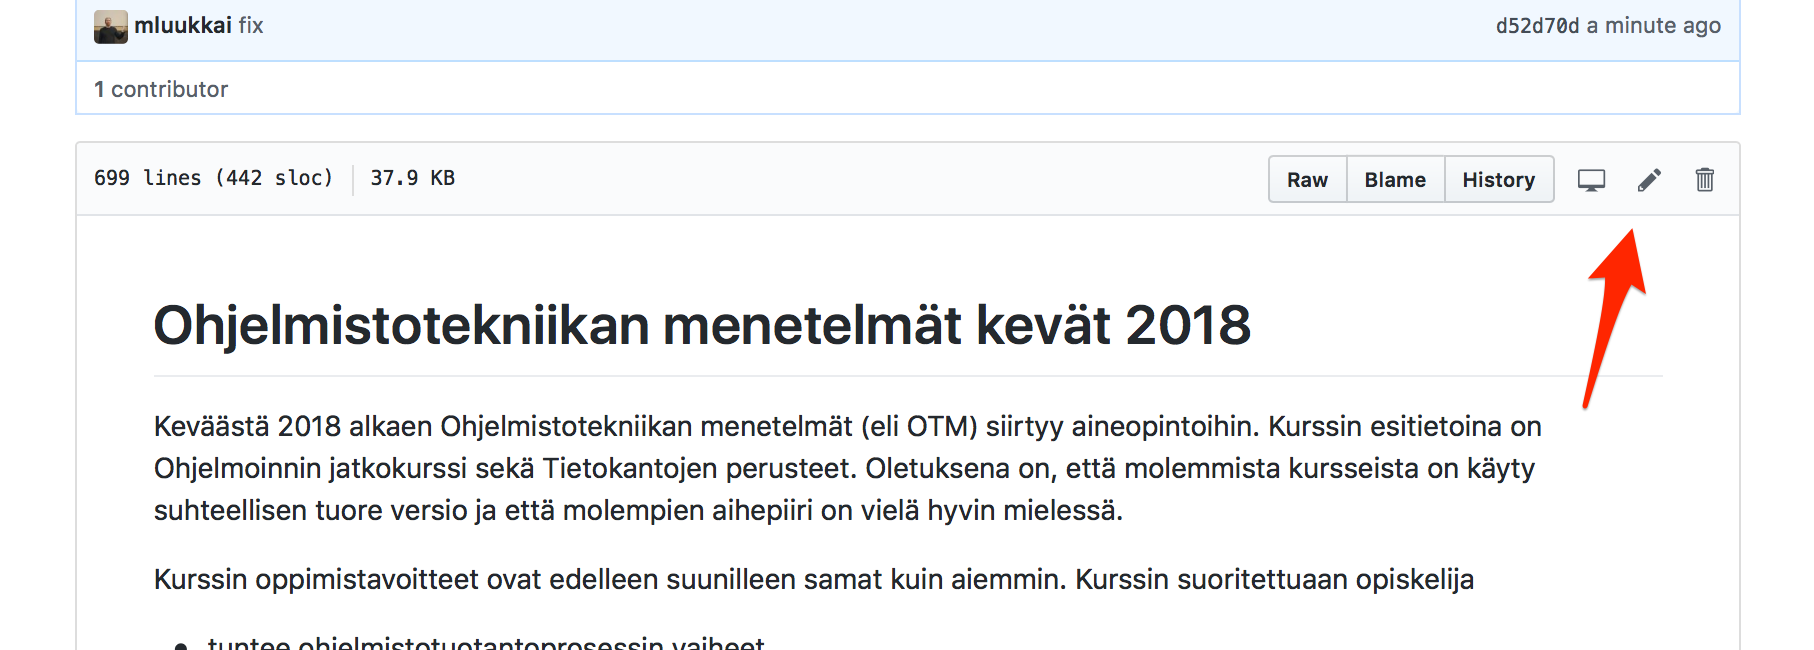 mluukkai fix
d52d70d a minute ago
1 contributor
699 lines (442 sloc) 37.9 KB
Raw Blame History
Ohjelmistotekniikan menetelmät kevät 2018
Keväästä 2018 alkaen Ohjelmistotekniikan menetelmät (eli OTM) siirtyy aineopintoihin. Kurssin esitietoina on
Ohjelmoinnin jatkokurssi sekä Tietokantojen perusteet. Oletuksena on, että molemmista kursseista on käyty
suhteellisen tuore versio ja että molempien aihepiiri on vielä hyvin mielessä.
Kurssin oppimistavoitteet ovat edelleen suunilleen samat kuin aiemmin. Kurssin suoritettuaan opiskelija
• tuntee ohjelmistotuotantoprosessin vaiheet